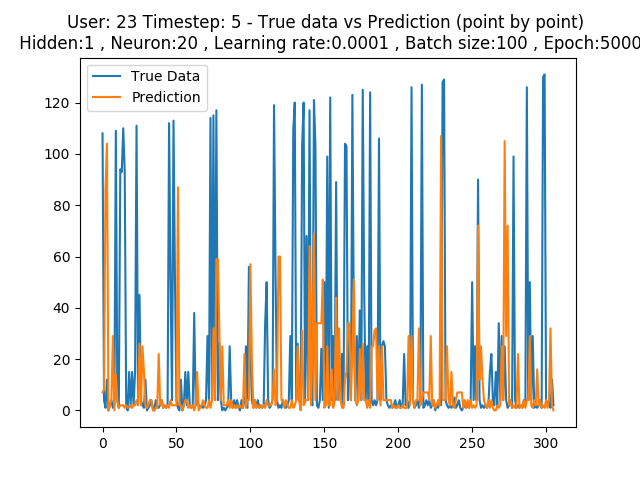 User: 23 Timestep: 5 - True data vs Prediction (point by point)
Hidden:1 , Neuron:20 , Learning rate:0.0001 , Batch size:100 , Epoch:5000
True Data
Prediction
120
100
80
60
40
20
0
0 50 100 150 200 250 300